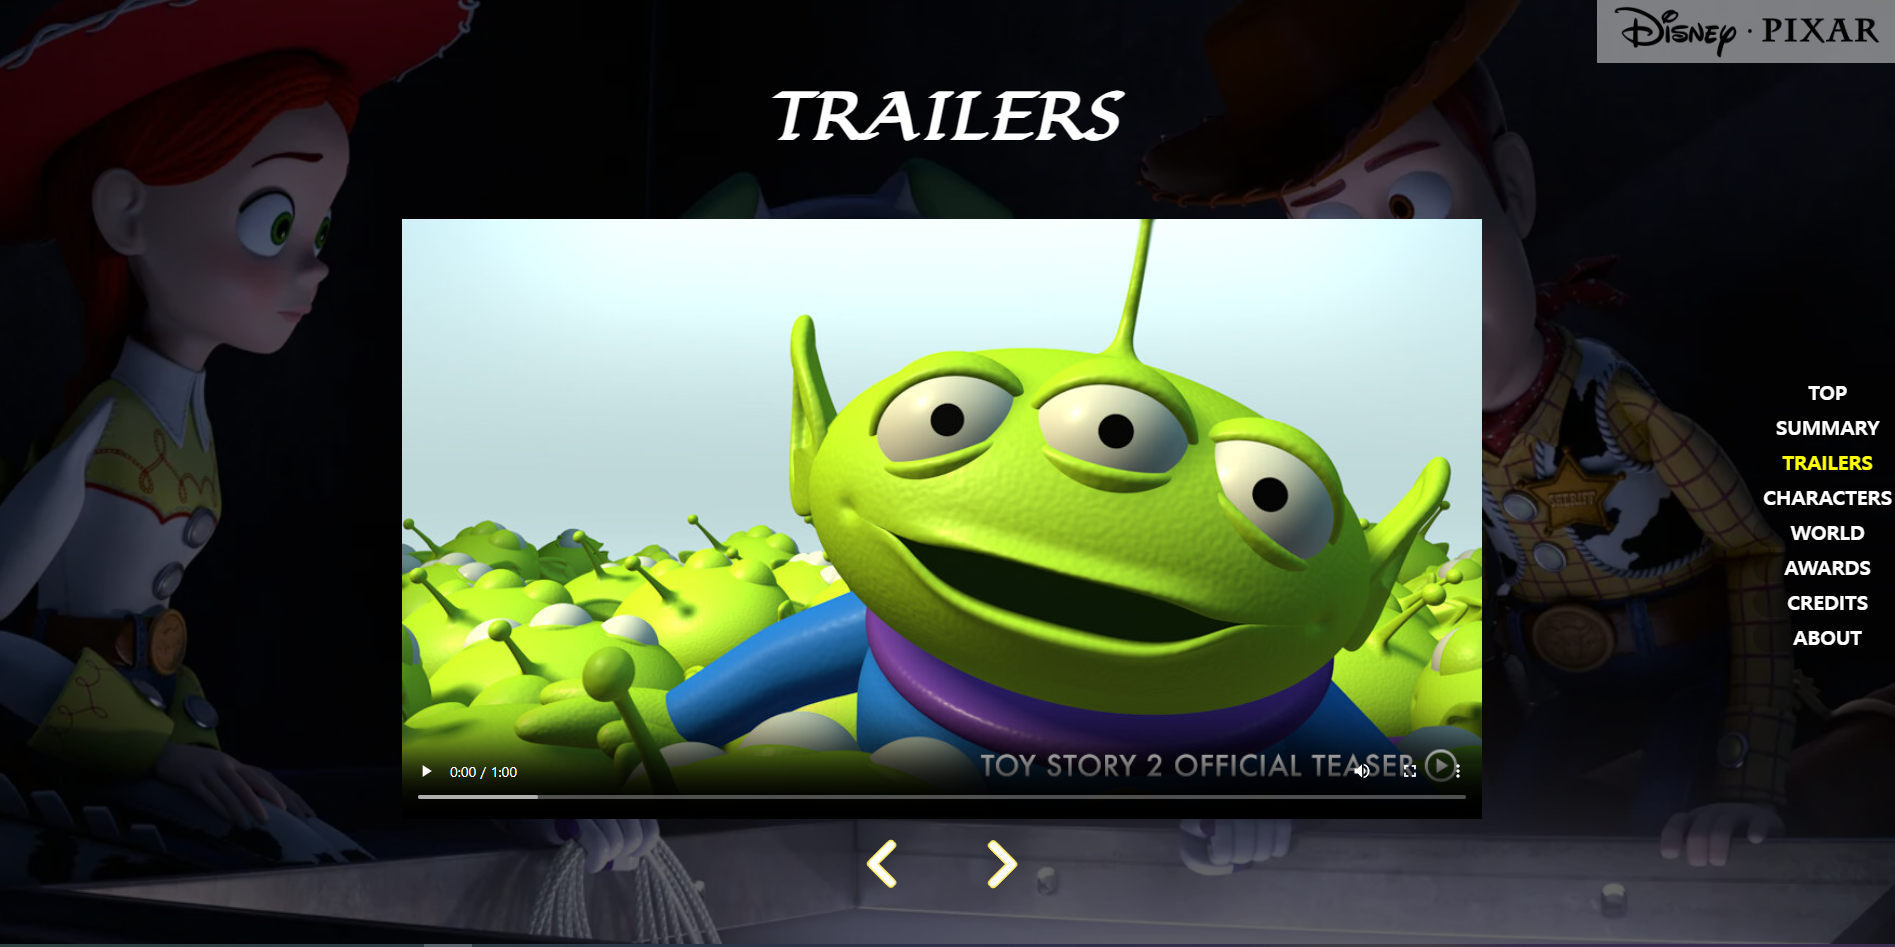 Disney · PIXAR
TRAILERS
TOP
SUMMARY
TRAILERS
CHARACTERS
WORLD
AWARDS
CREDITS
ABOUT
SHERIFF
TOY STORY 2 OFFICIAL TEASER
0:00 / 1:00